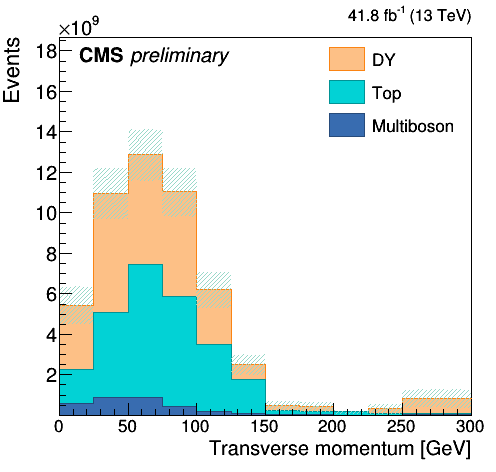 41.8 fb⁻¹ (13 TeV)
×10⁹
CMS preliminary
Events
DY
Top
Multiboson
18
16
14
12
10
8
6
4
2
0 50 100 150 200 250 300
Transverse momentum [GeV]